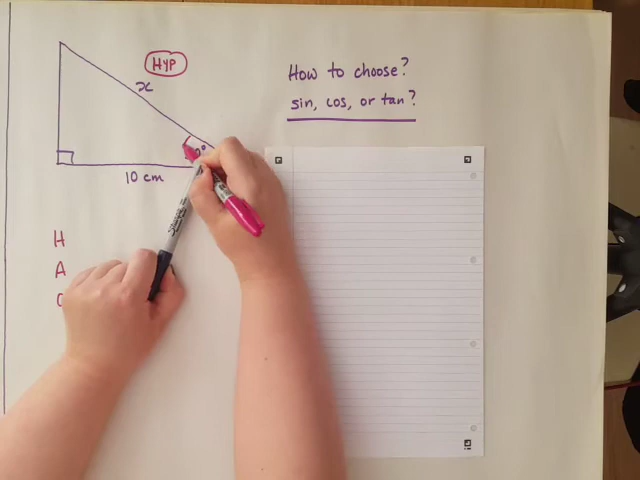 HYP
x
10 cm
How to choose?
sin, cos, or tan?
H
A